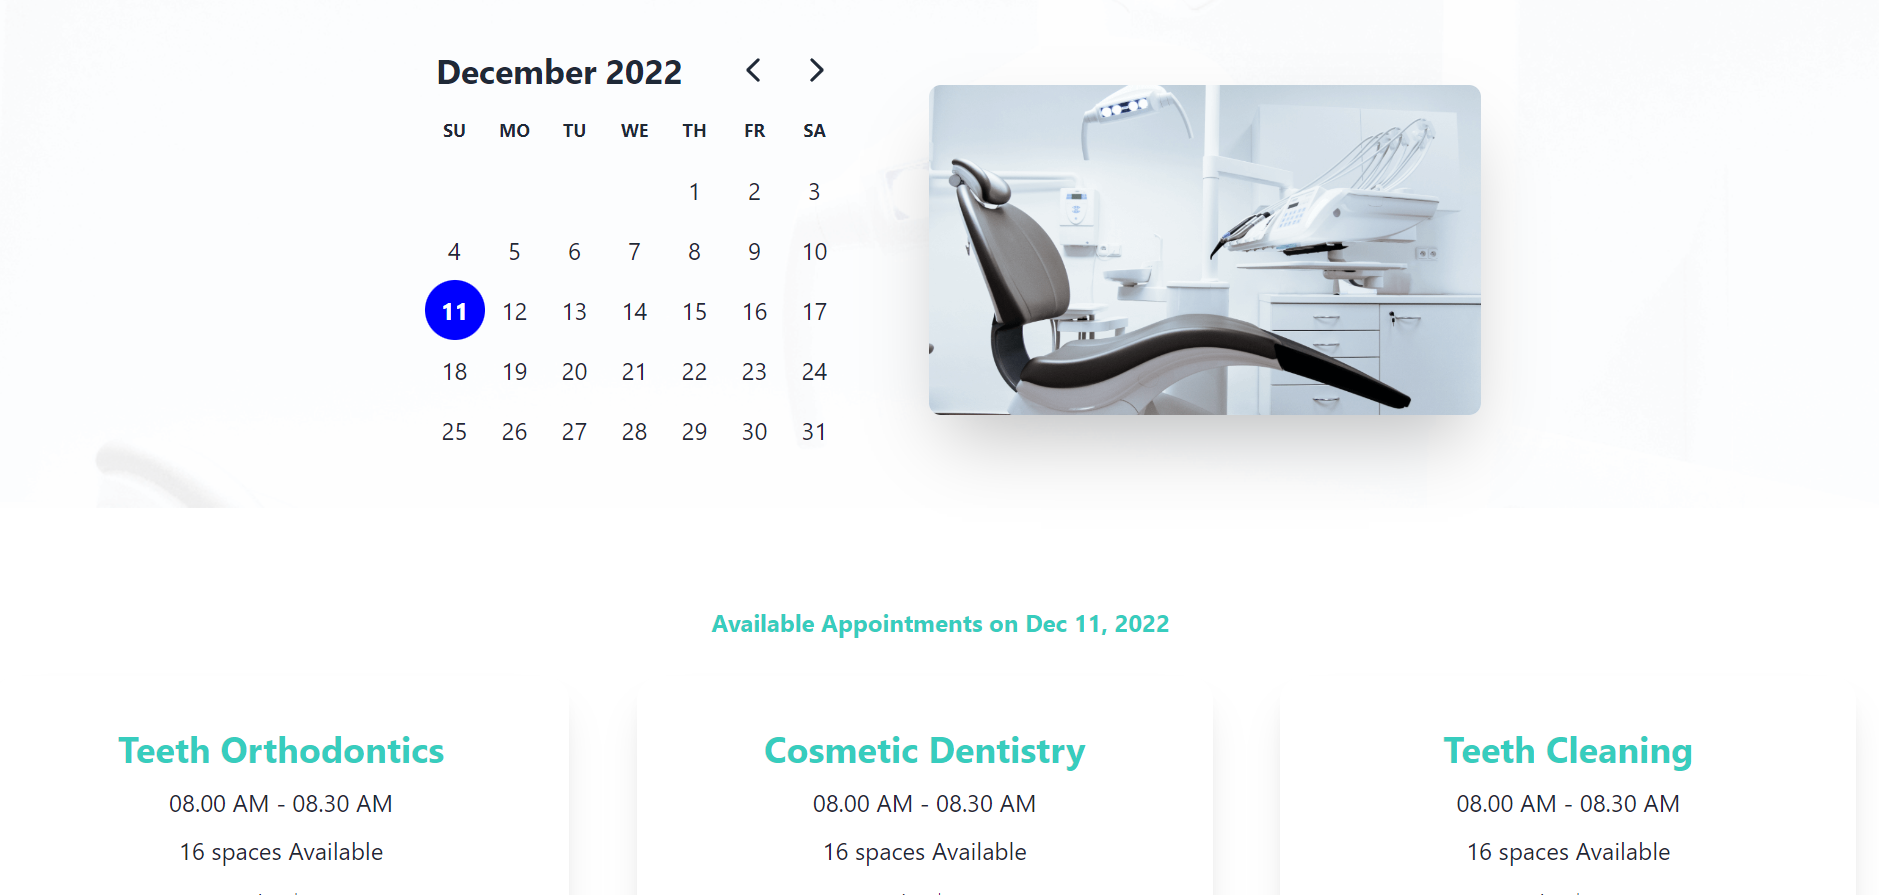 December 2022
SU MO TU WE TH FR SA
1 2 3
4 5 6 7 8 9 10
11 12 13 14 15 16 17
18 19 20 21 22 23 24
25 26 27 28 29 30 31
Available Appointments on Dec 11, 2022
Teeth Orthodontics
08.00 AM - 08.30 AM
16 spaces Available
Cosmetic Dentistry
08.00 AM - 08.30 AM
16 spaces Available
Teeth Cleaning
08.00 AM - 08.30 AM
16 spaces Available